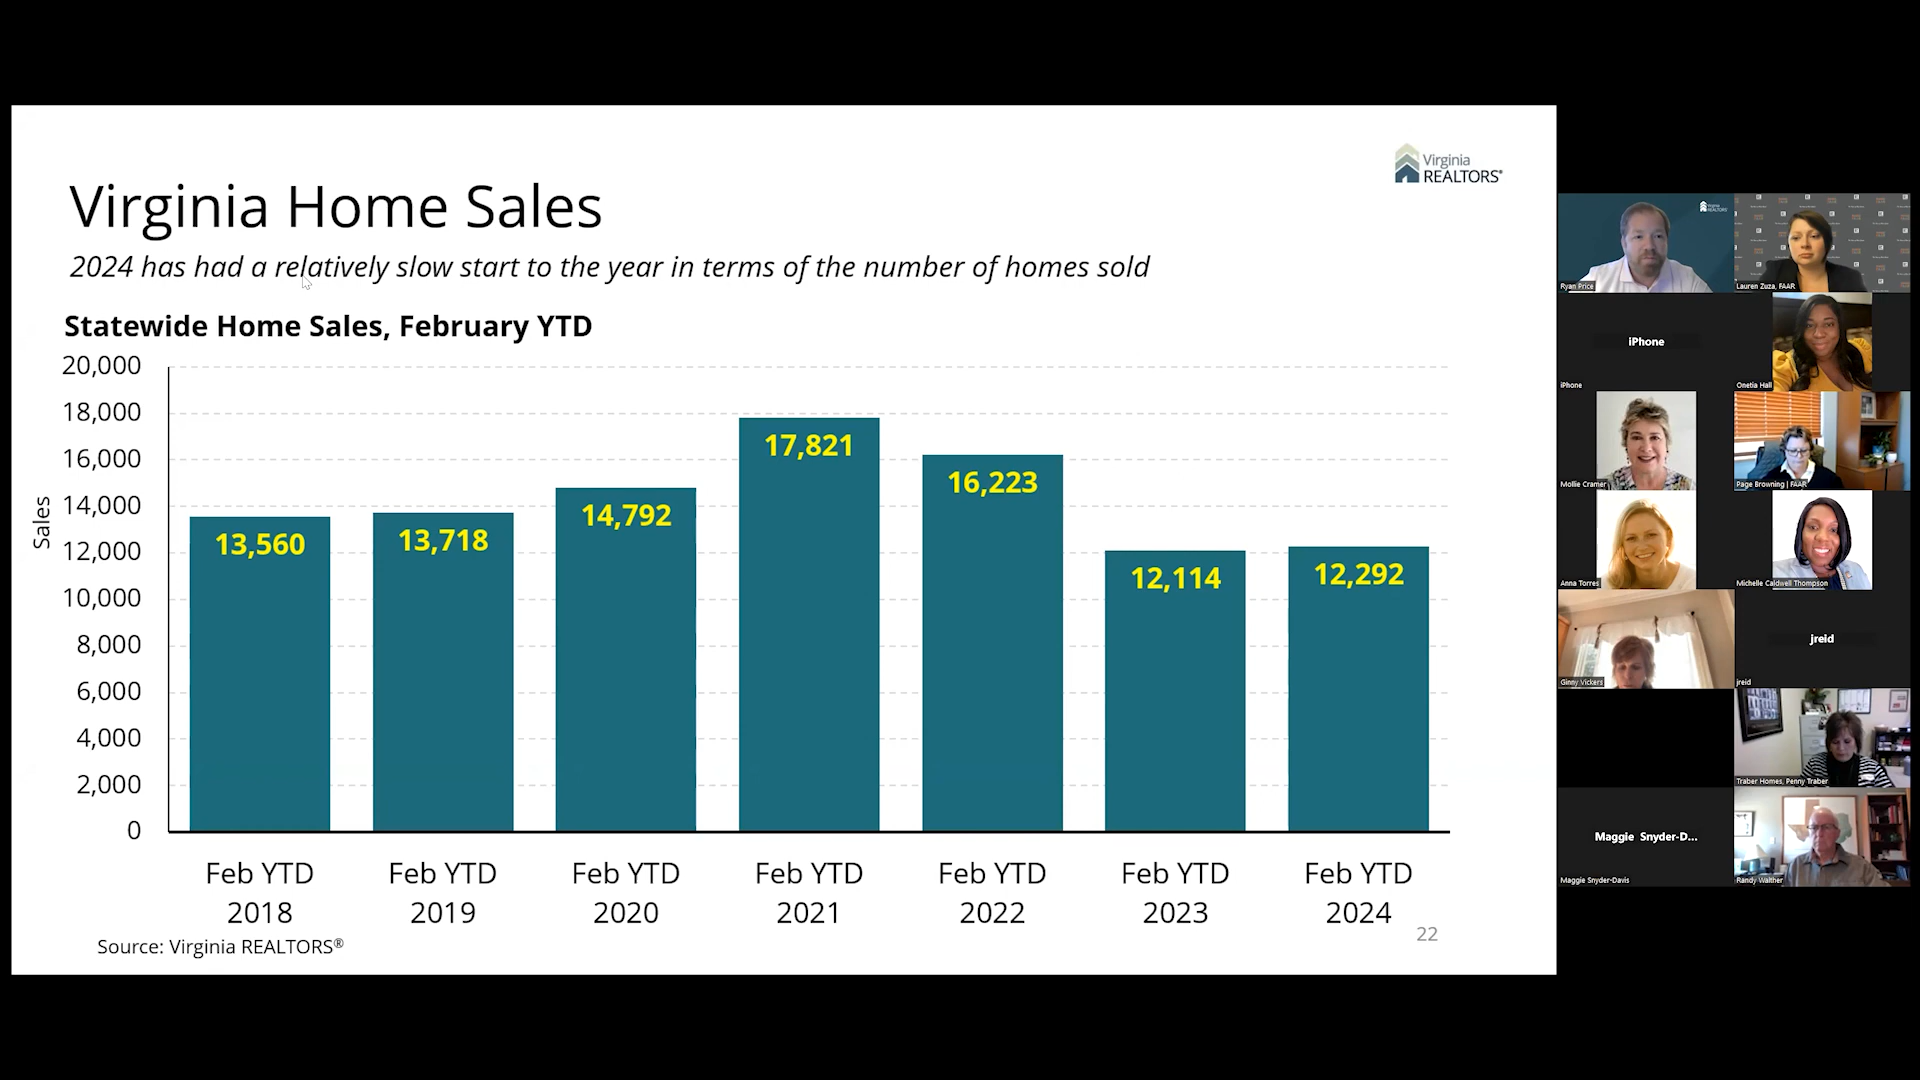 Virginia
REALTORS®
Virginia Home Sales
2024 has had a relatively slow start to the year in terms of the number of homes sold
Statewide Home Sales, February YTD
Sales
20,000
18,000
16,000
14,000
12,000
10,000
8,000
6,000
4,000
2,000
0
13,560
13,718
14,792
17,821
16,223
12,114
12,292
Feb YTD 2018
Feb YTD 2019
Feb YTD 2020
Feb YTD 2021
Feb YTD 2022
Feb YTD 2023
Feb YTD 2024
Source: Virginia REALTORS®
22
Virginia
REALTORS
Ryan Price
Lauren Zuza, FAAR
iPhone
iPhone
Onetia Hall
Mollie Cramer
Page Browning | FAAR
Anna Torres
Michelle Caldwell Thompson
Ginny Vickers
jreid
jreid
Traber Homes, Penny Traber
Maggie Snyder-D...
Maggie Snyder-Davis
Randy Walther